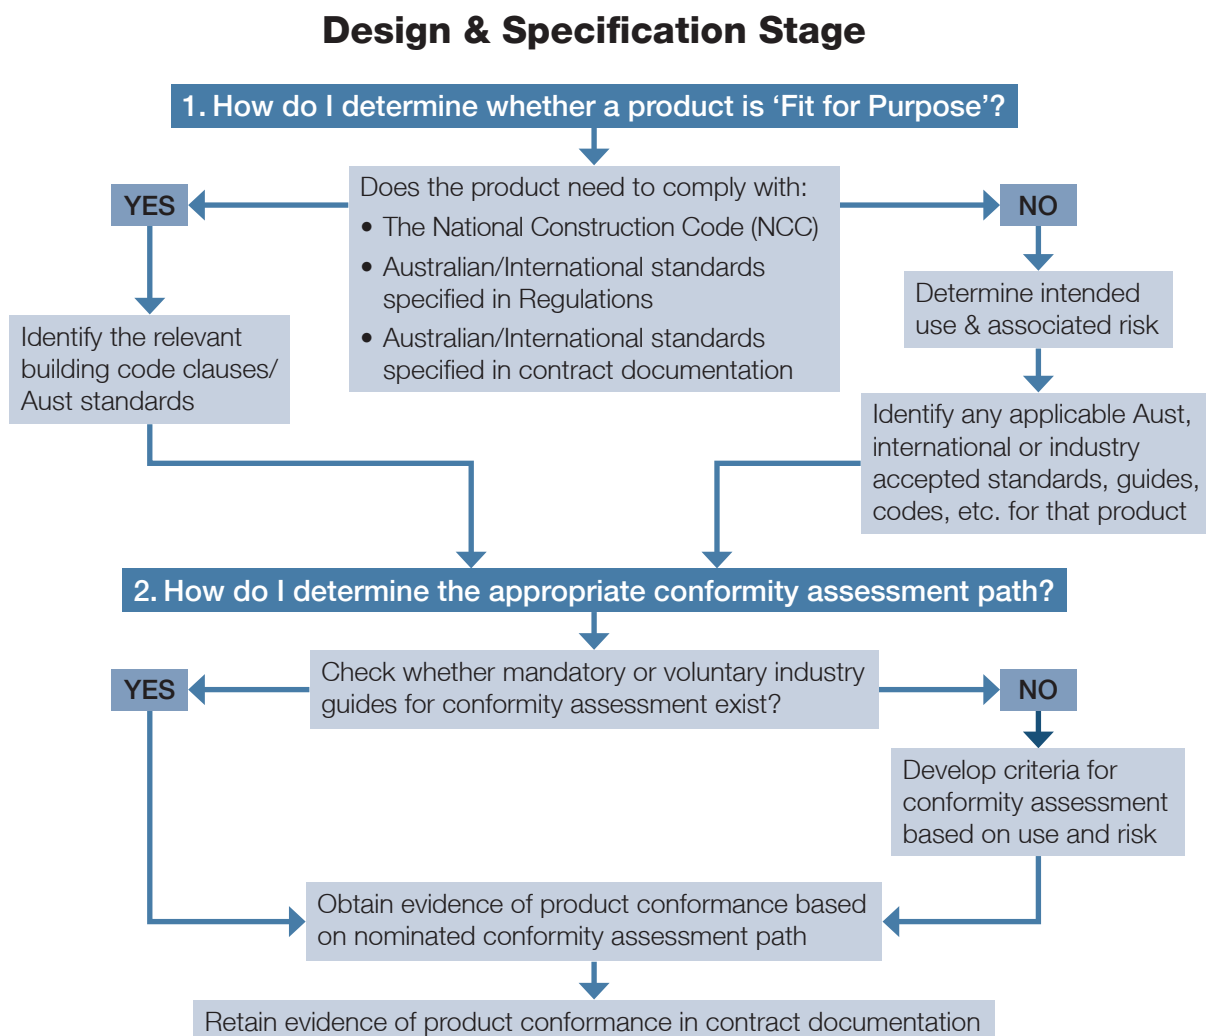 Design & Specification Stage
1. How do I determine whether a product is ‘Fit for Purpose’?
YES
Does the product need to comply with:
• The National Construction Code (NCC)
• Australian/International standards
specified in Regulations
• Australian/International standards
specified in contract documentation
NO
Identify the relevant
building code clauses/
Aust standards
Determine intended
use & associated risk
Identify any applicable Aust,
international or industry
accepted standards, guides,
codes, etc. for that product
2. How do I determine the appropriate conformity assessment path?
YES
Check whether mandatory or voluntary industry
guides for conformity assessment exist?
NO
Develop criteria for
conformity assessment
based on use and risk
Obtain evidence of product conformance based
on nominated conformity assessment path
Retain evidence of product conformance in contract documentation